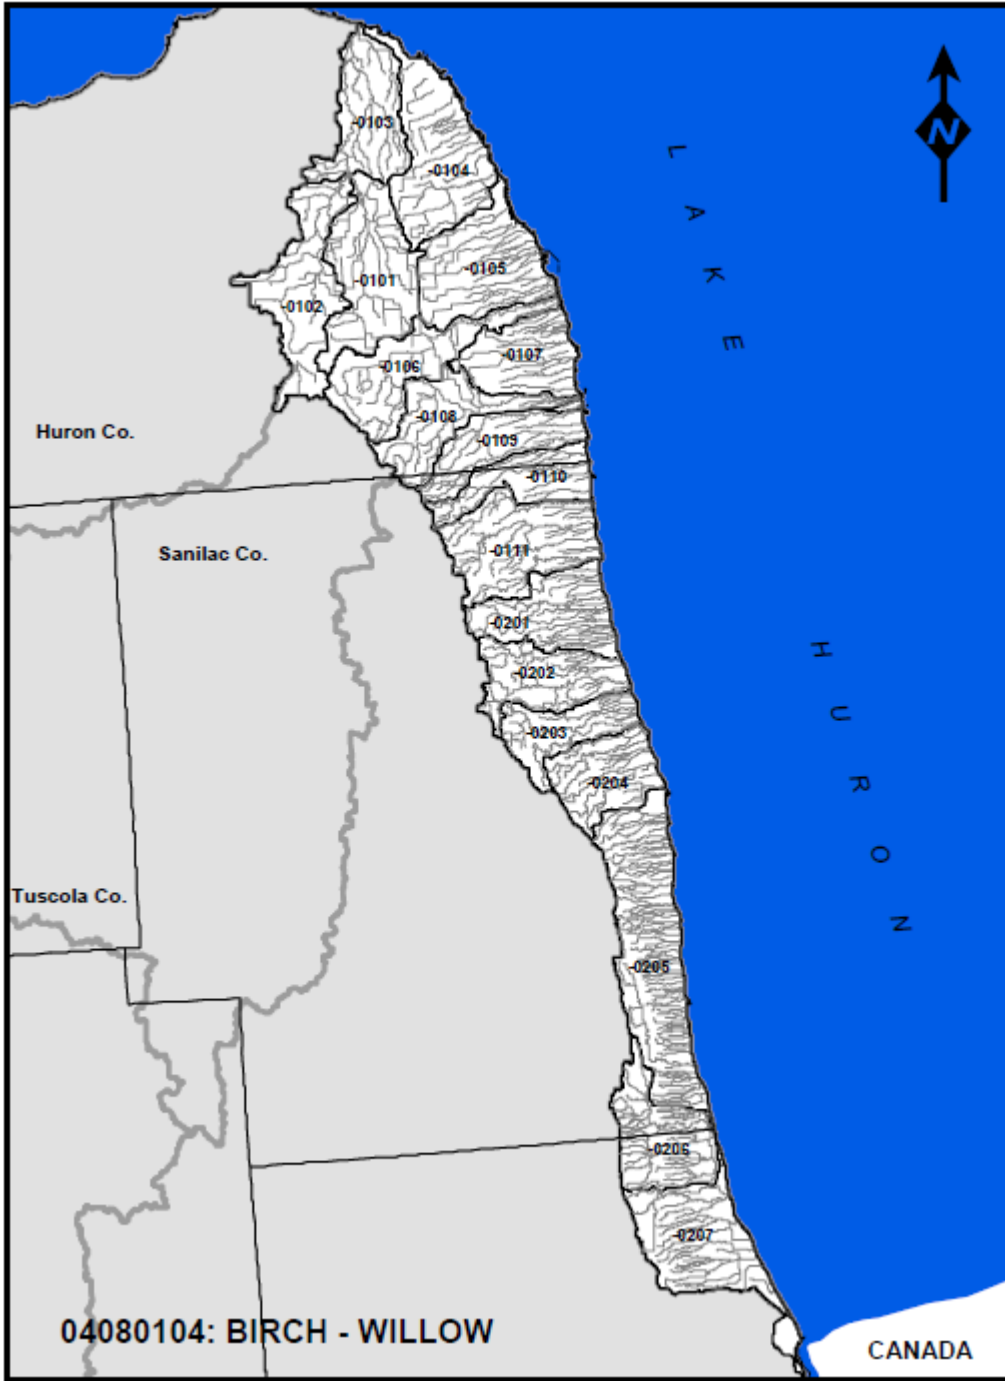 N
-0103
-0104
LAKE
-0105
-0101
-0102
-0107
-0106
-0108
Huron Co.
-0109
-0110
-0111
Sanilac Co.
-0201
HURON
-0202
-0203
-0204
Tuscola Co.
-0205
-0206
-0207
04080104: BIRCH - WILLOW
CANADA